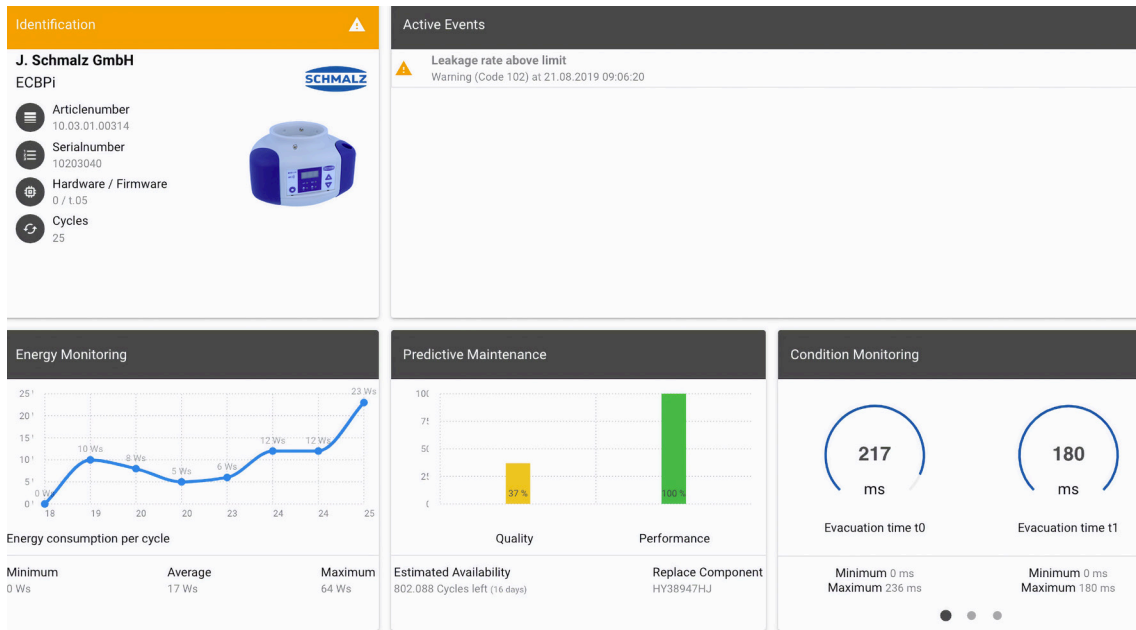 Identification
J. Schmalz GmbH
ECBPi
SCHMALZ
Articlenumber
10.03.01.00314
Serialnumber
10203040
Hardware / Firmware
0 / t.05
Cycles
25
Active Events
Leakage rate above limit
Warning (Code 102) at 21.08.2019 09:06:20
Energy Monitoring
23 Ws
25
20
15
12 Ws 12 Ws
10 Ws
10
8 Ws
6 Ws
5 Ws
5
0 Ws
0
18 19 20 20 23 24 24 25
Energy consumption per cycle
Minimum Average Maximum
0 Ws 17 Ws 64 Ws
Predictive Maintenance
37 % 100 %
Quality Performance
Estimated Availability Replace Component
802.088 Cycles left (16 days) HY38947HJ
Condition Monitoring
217 180
ms ms
Evacuation time t0 Evacuation time t1
Minimum 0 ms Minimum 0 ms
Maximum 236 ms Maximum 180 ms